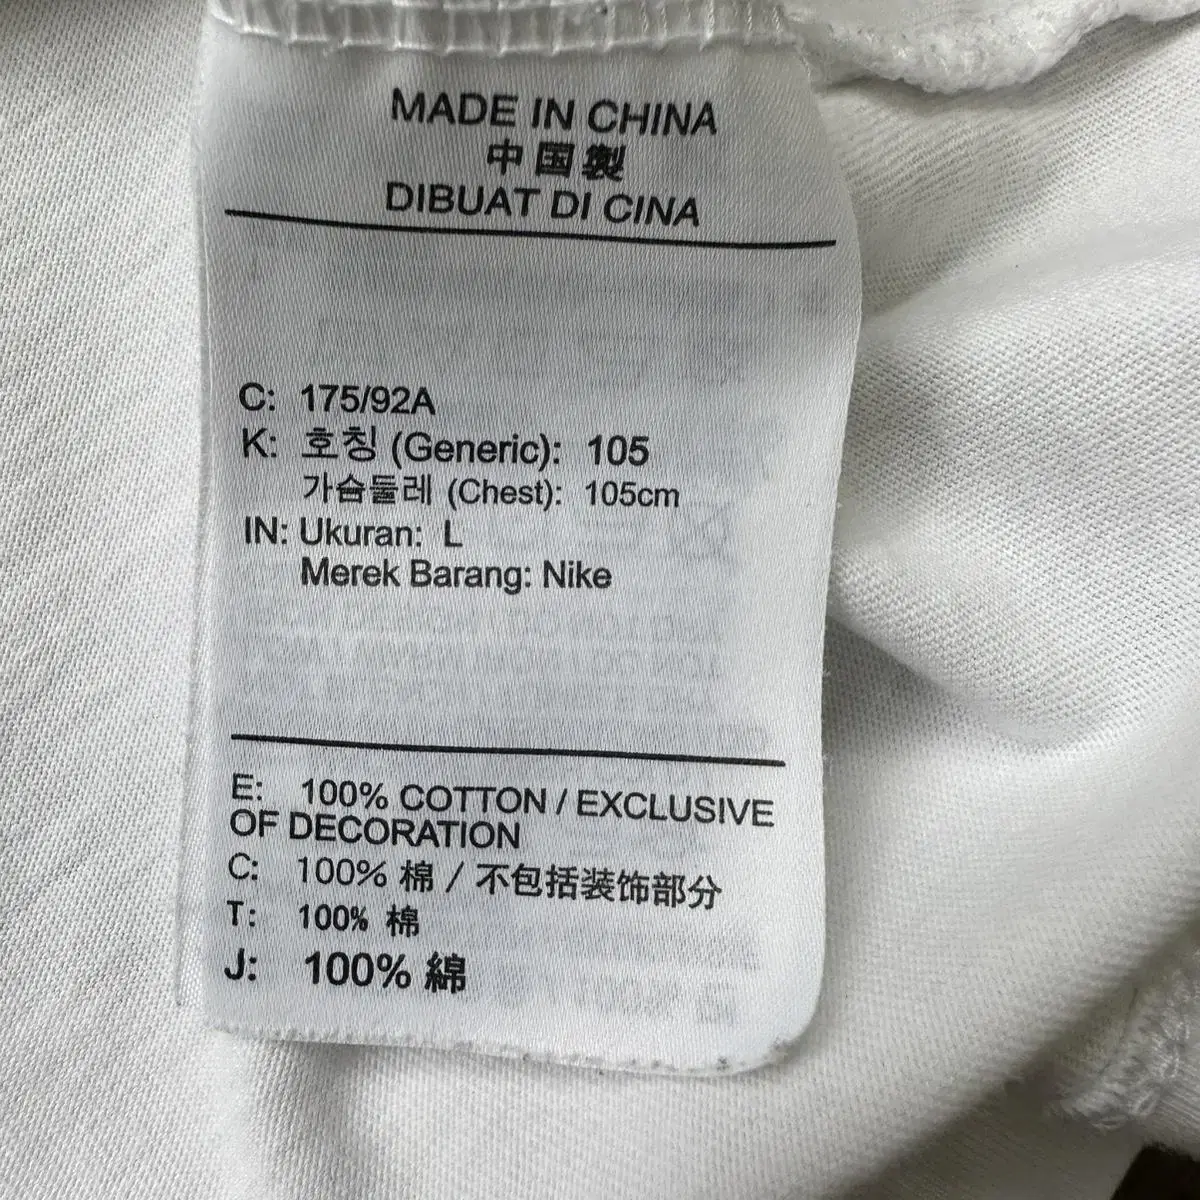 MADE IN CHINA
中国製
DIBUAT DI CINA
C: 175/92A
K: 호칭 (Generic): 105
가슴둘레 (Chest): 105cm
IN: Ukuran: L
Merek Barang: Nike
E: 100% COTTON / EXCLUSIVE
OF DECORATION
C: 100% 棉 / 不包括装饰部分
T: 100% 棉
J: 100% 綿